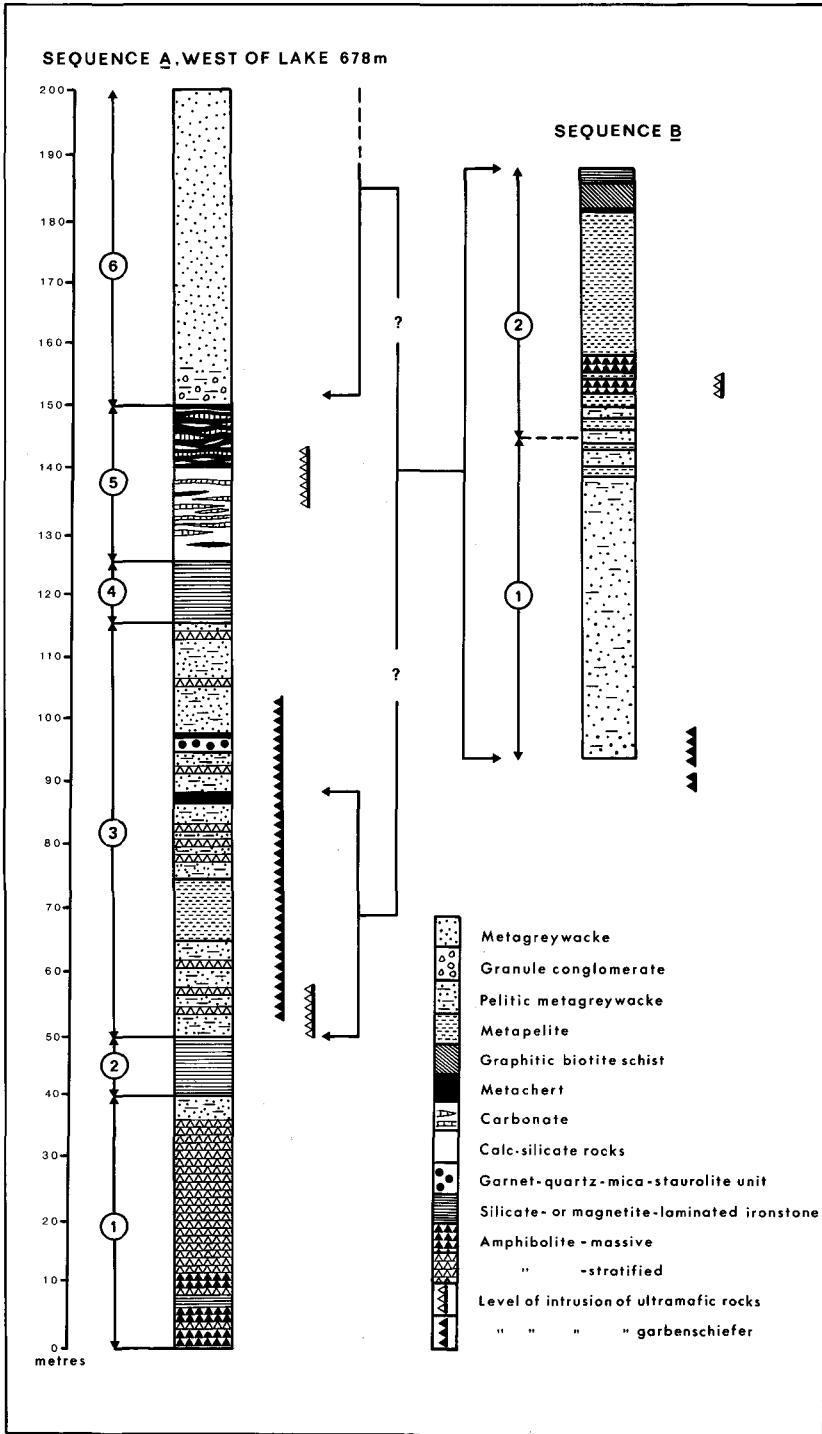 SEQUENCE A, WEST OF LAKE 678m
SEQUENCE B
200
190
180
170
160
150
140
130
120
110
100
90
80
70
60
50
40
30
20
10
0
metres
6
5
4
3
2
1
?
?
2
1
Metagreywacke
Granule conglomerate
Pelitic metagreywacke
Metapelite
Graphitic biotite schist
Metachert
Carbonate
Calc-silicate rocks
Garnet-quartz-mica-staurolite unit
Silicate- or magnetite-laminated ironstone
Amphibolite - massive
" -stratified
Level of intrusion of ultramafic rocks
" " " " garbenschiefer